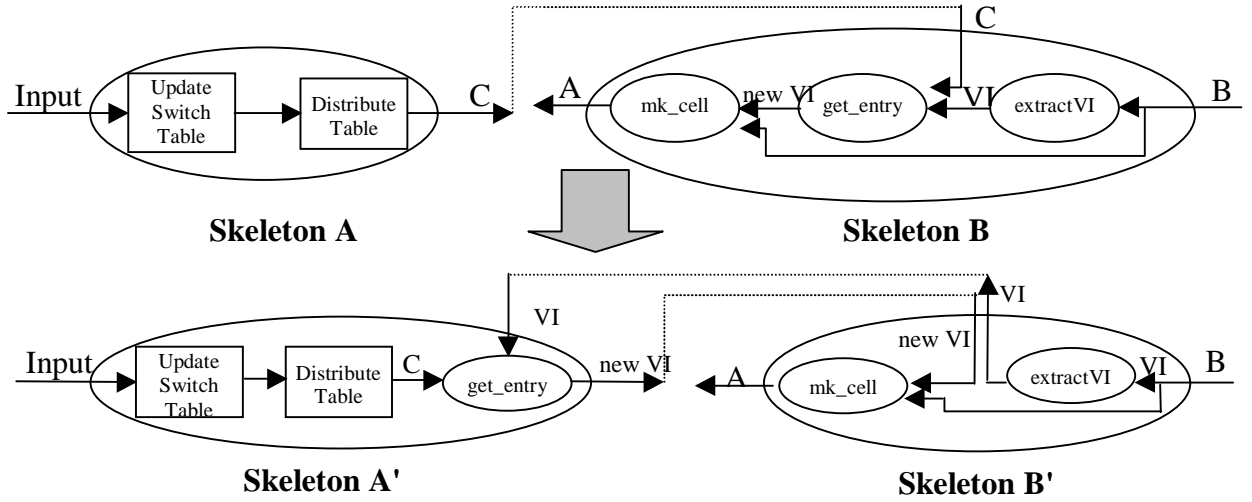 C
Input
Update
Switch
Table
Distribute
Table
C
A
mk_cell
new VI
get_entry
VI
extractVI
B
Skeleton A
Skeleton B
VI
VI
new VI
Input
Update
Switch
Table
Distribute
Table
C
get_entry
new VI
A
mk_cell
extractVI
VI
B
Skeleton A'
Skeleton B'